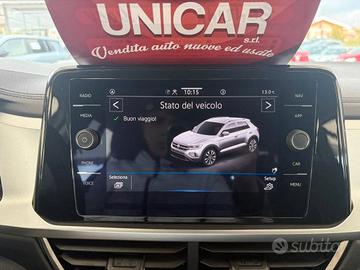 UNICAR
s.r.l.
Vendita auto nuove ed usate
10:15
13.0
RADIO
MEDIA
PHONE
VOICE
Stato del veicolo
Buon viaggio!
NAV
APP
CAR
MENU
Seleziona
Setup
subito